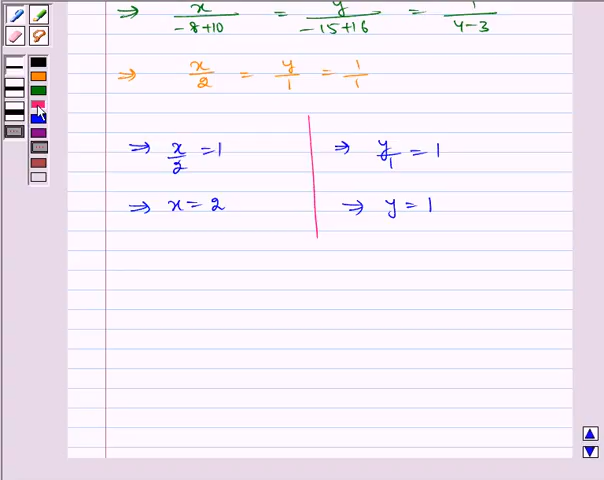 ⇒ x/(-8+10) = y/(-15+16) = 1/(4-3)
⇒ x/2 = y/1 = 1/1
⇒ x/2 = 1 ⇒ y/1 = 1
⇒ x = 2 ⇒ y = 1